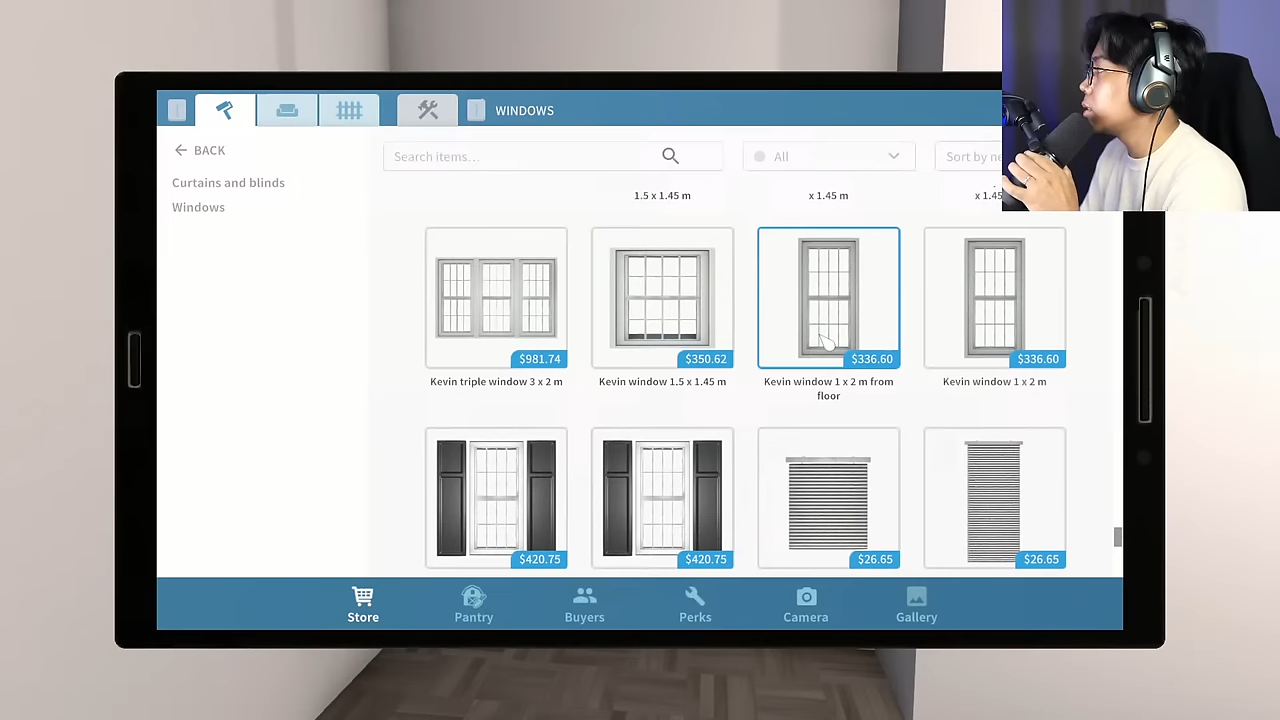 WINDOWS
BACK
Search items...
All
Sort by ne
Curtains and blinds
Windows
1.5 x 1.45 m
x 1.45 m
x 1.45
$981.74
$350.62
$336.60
$336.60
Kevin triple window 3 x 2 m
Kevin window 1.5 x 1.45 m
Kevin window 1 x 2 m from
floor
Kevin window 1 x 2 m
$420.75
$420.75
$26.65
$26.65
Store
Pantry
Buyers
Perks
Camera
Gallery